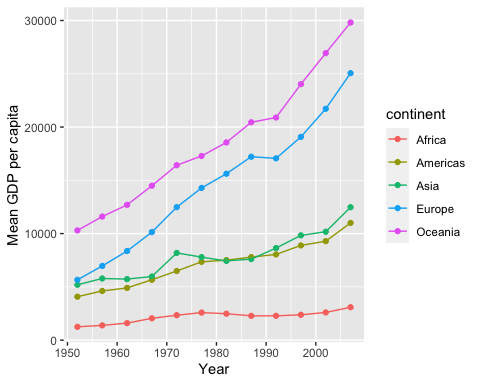 30000
20000
10000
0
Mean GDP per capita
1950 1960 1970 1980 1990 2000
Year
continent
Africa
Americas
Asia
Europe
Oceania